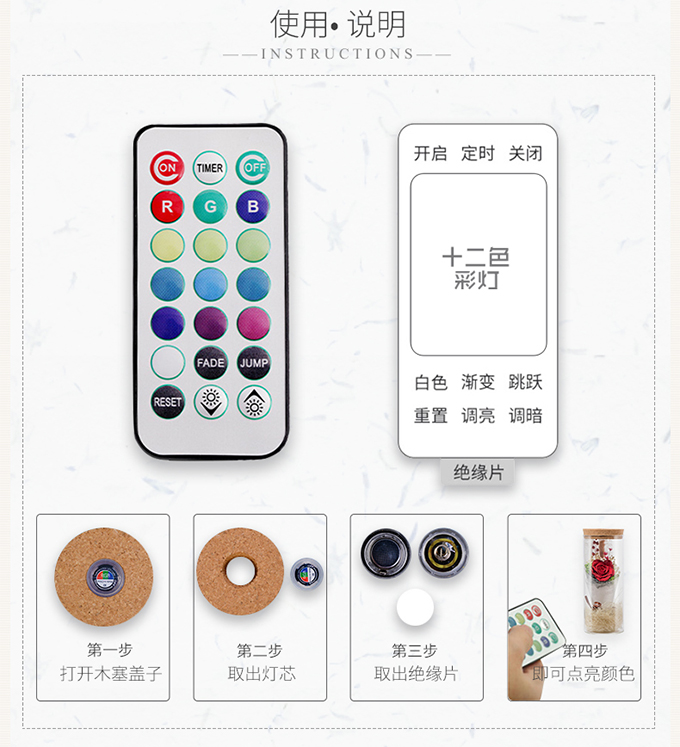 使用•说明
——INSTRUCTIONS——
ON TIMER OFF
R G B
FADE JUMP
RESET
开启 定时 关闭
十二色
彩灯
白色 渐变 跳跃
重置 调亮 调暗
绝缘片
第一步
打开木塞盖子
第二步
取出灯芯
第三步
取出绝缘片
第四步
即可点亮颜色